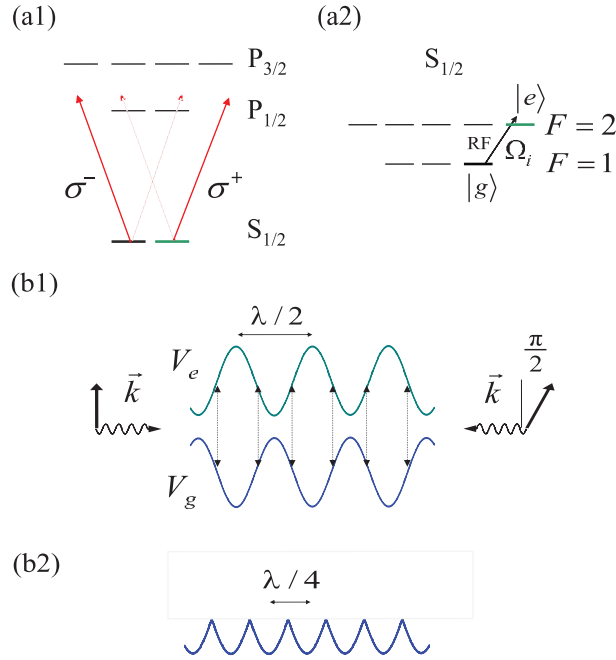 (a1)
P3/2
P1/2
σ−
σ+
S1/2
(a2)
S1/2
|e⟩
F = 2
RF
Ωi
F = 1
|g⟩
(b1)
λ / 2
Ve
k⃗
π/2
k⃗
Vg
(b2)
λ / 4